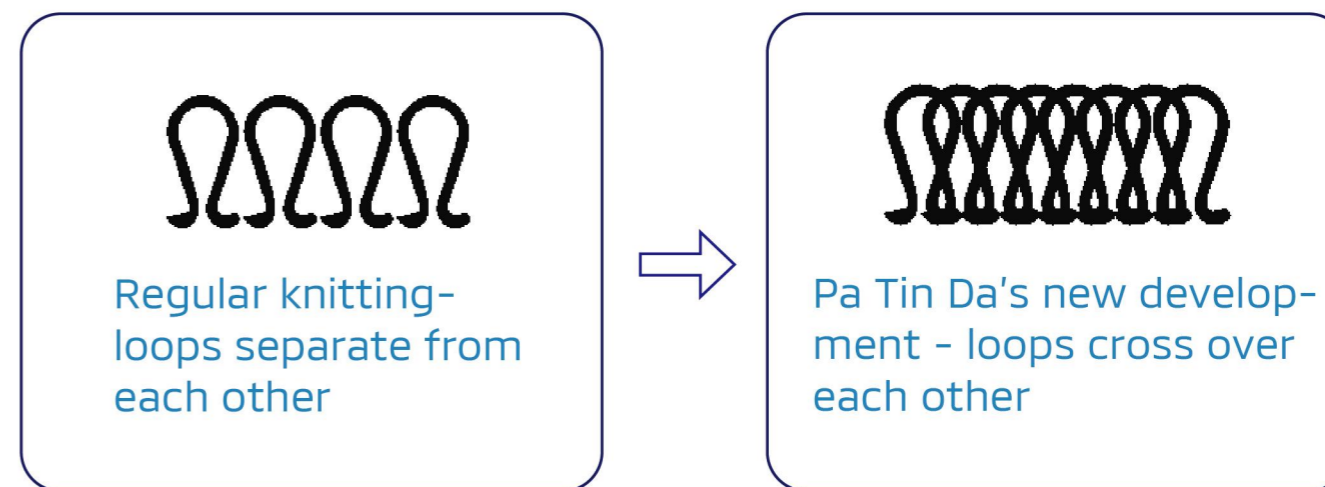 Regular knitting-
loops separate from
each other
Pa Tin Da's new develop-
ment - loops cross over
each other